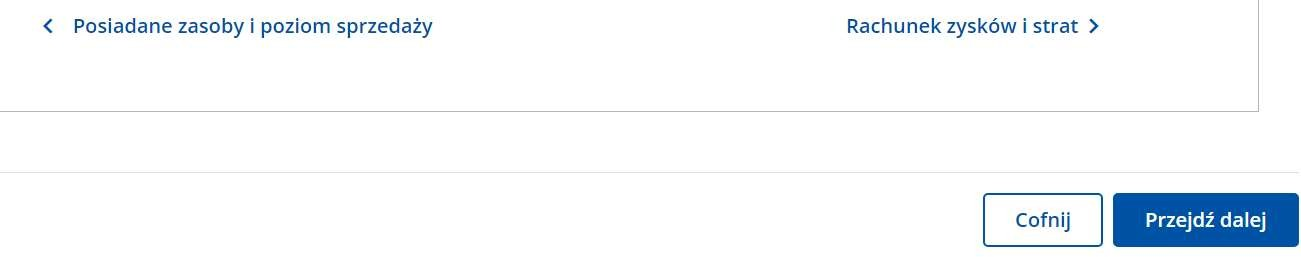 Posiadane zasoby i poziom sprzedaży
Rachunek zysków i strat
Cofnij
Przejdź dalej